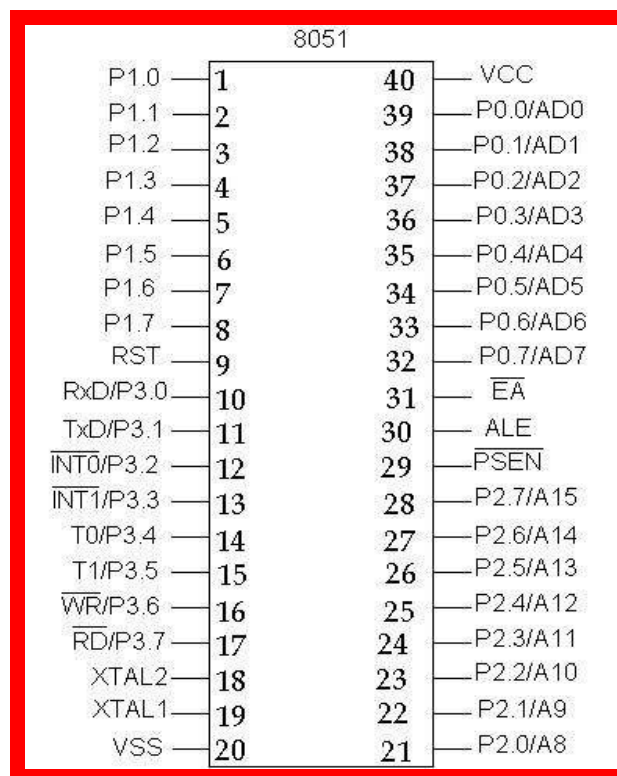 8051
P1.0 1 40 VCC
P1.1 2 39 P0.0/AD0
P1.2 3 38 P0.1/AD1
P1.3 4 37 P0.2/AD2
P1.4 5 36 P0.3/AD3
P1.5 6 35 P0.4/AD4
P1.6 7 34 P0.5/AD5
P1.7 8 33 P0.6/AD6
RST 9 32 P0.7/AD7
RxD/P3.0 10 31 E̅A̅
TxD/P3.1 11 30 ALE
I̅N̅T̅0̅/P3.2 12 29 P̅S̅E̅N̅
I̅N̅T̅1̅/P3.3 13 28 P2.7/A15
T0/P3.4 14 27 P2.6/A14
T1/P3.5 15 26 P2.5/A13
W̅R̅/P3.6 16 25 P2.4/A12
R̅D̅/P3.7 17 24 P2.3/A11
XTAL2 18 23 P2.2/A10
XTAL1 19 22 P2.1/A9
VSS 20 21 P2.0/A8